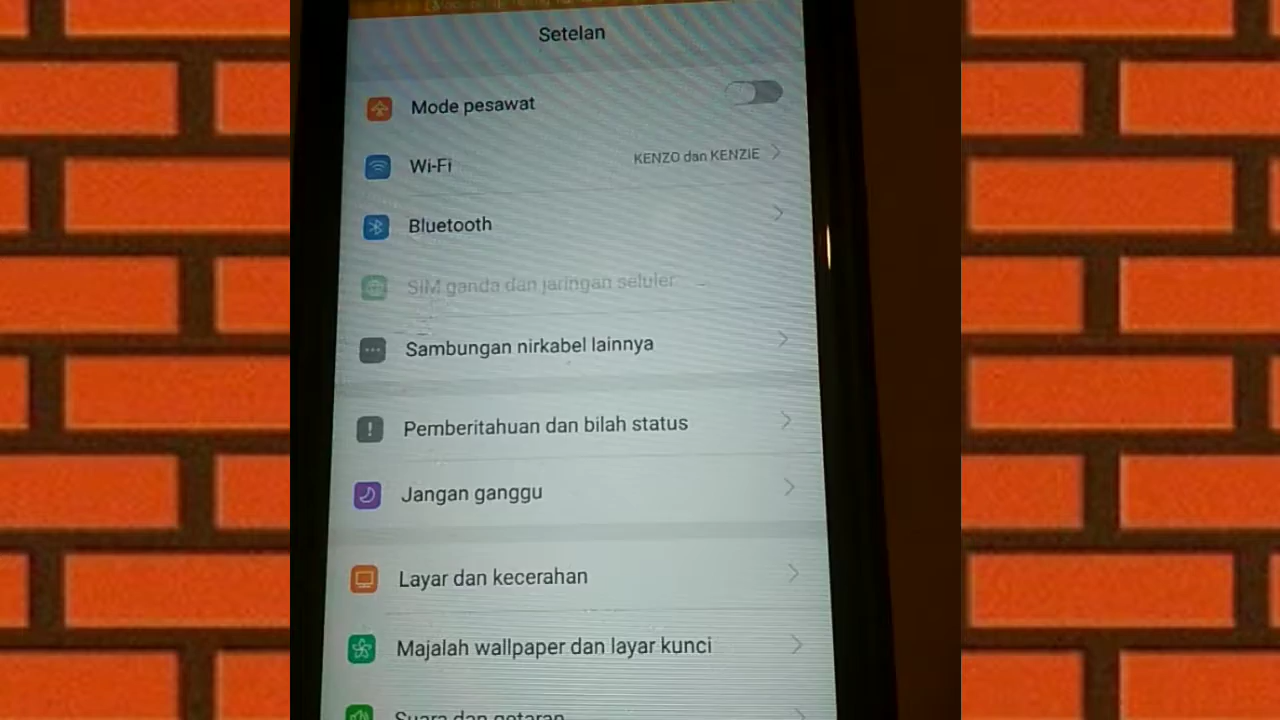 Setelan
Mode pesawat
Wi-Fi
KENZO dan KENZIE
Bluetooth
SIM ganda dan jaringan seluler
Sambungan nirkabel lainnya
Pemberitahuan dan bilah status
Jangan ganggu
Layar dan kecerahan
Majalah wallpaper dan layar kunci
Suara dan getaran